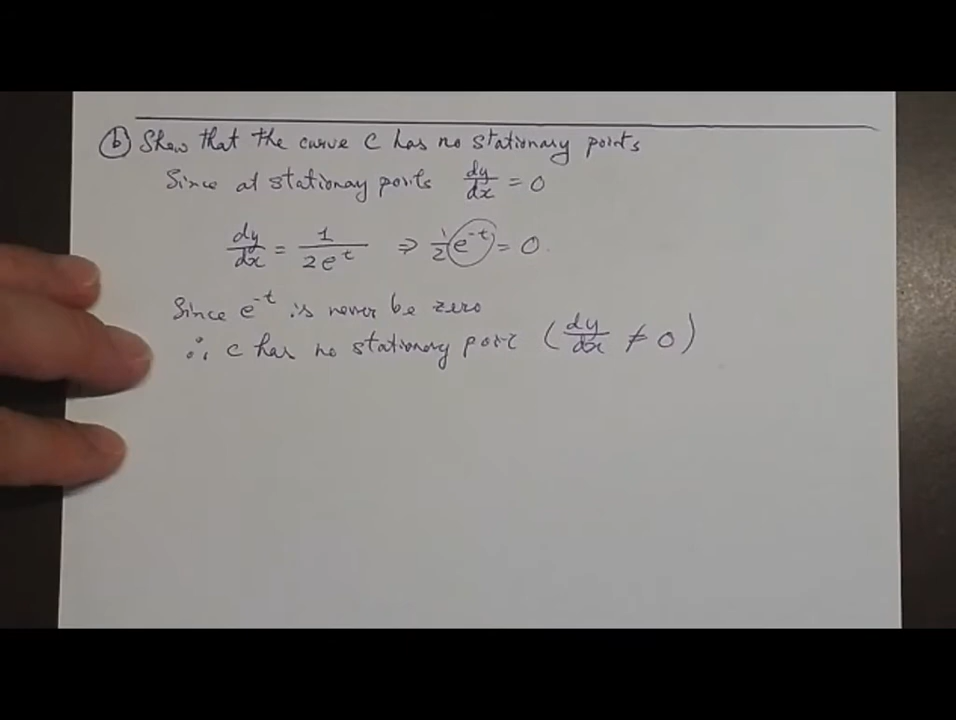 (b) Show that the curve C has no stationary points
Since at stationay points dy/dx = 0
dy/dx = 1/(2e^t) ⇒ 1/2 e^-t = 0.
Since e^-t is never be zero
∴ C has no stationary point (dy/dx ≠ 0)